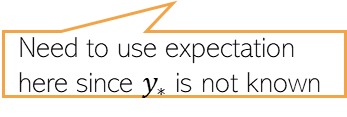 Need to use expectation
here since y* is not known